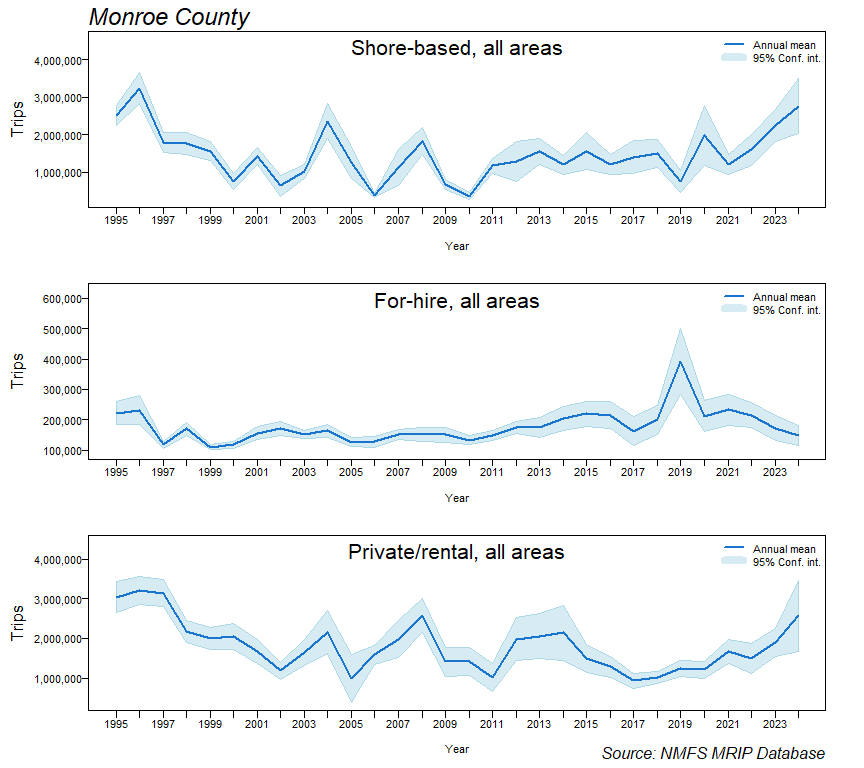 Monroe County
Shore-based, all areas
Annual mean
95% Conf. int.
4,000,000
3,000,000
2,000,000
1,000,000
Trips
1995 1997 1999 2001 2003 2005 2007 2009 2011 2013 2015 2017 2019 2021 2023
Year
For-hire, all areas
Annual mean
95% Conf. int.
600,000
500,000
400,000
300,000
200,000
100,000
Trips
1995 1997 1999 2001 2003 2005 2007 2009 2011 2013 2015 2017 2019 2021 2023
Year
Private/rental, all areas
Annual mean
95% Conf. int.
4,000,000
3,000,000
2,000,000
1,000,000
Trips
1995 1997 1999 2001 2003 2005 2007 2009 2011 2013 2015 2017 2019 2021 2023
Year
Source: NMFS MRIP Database